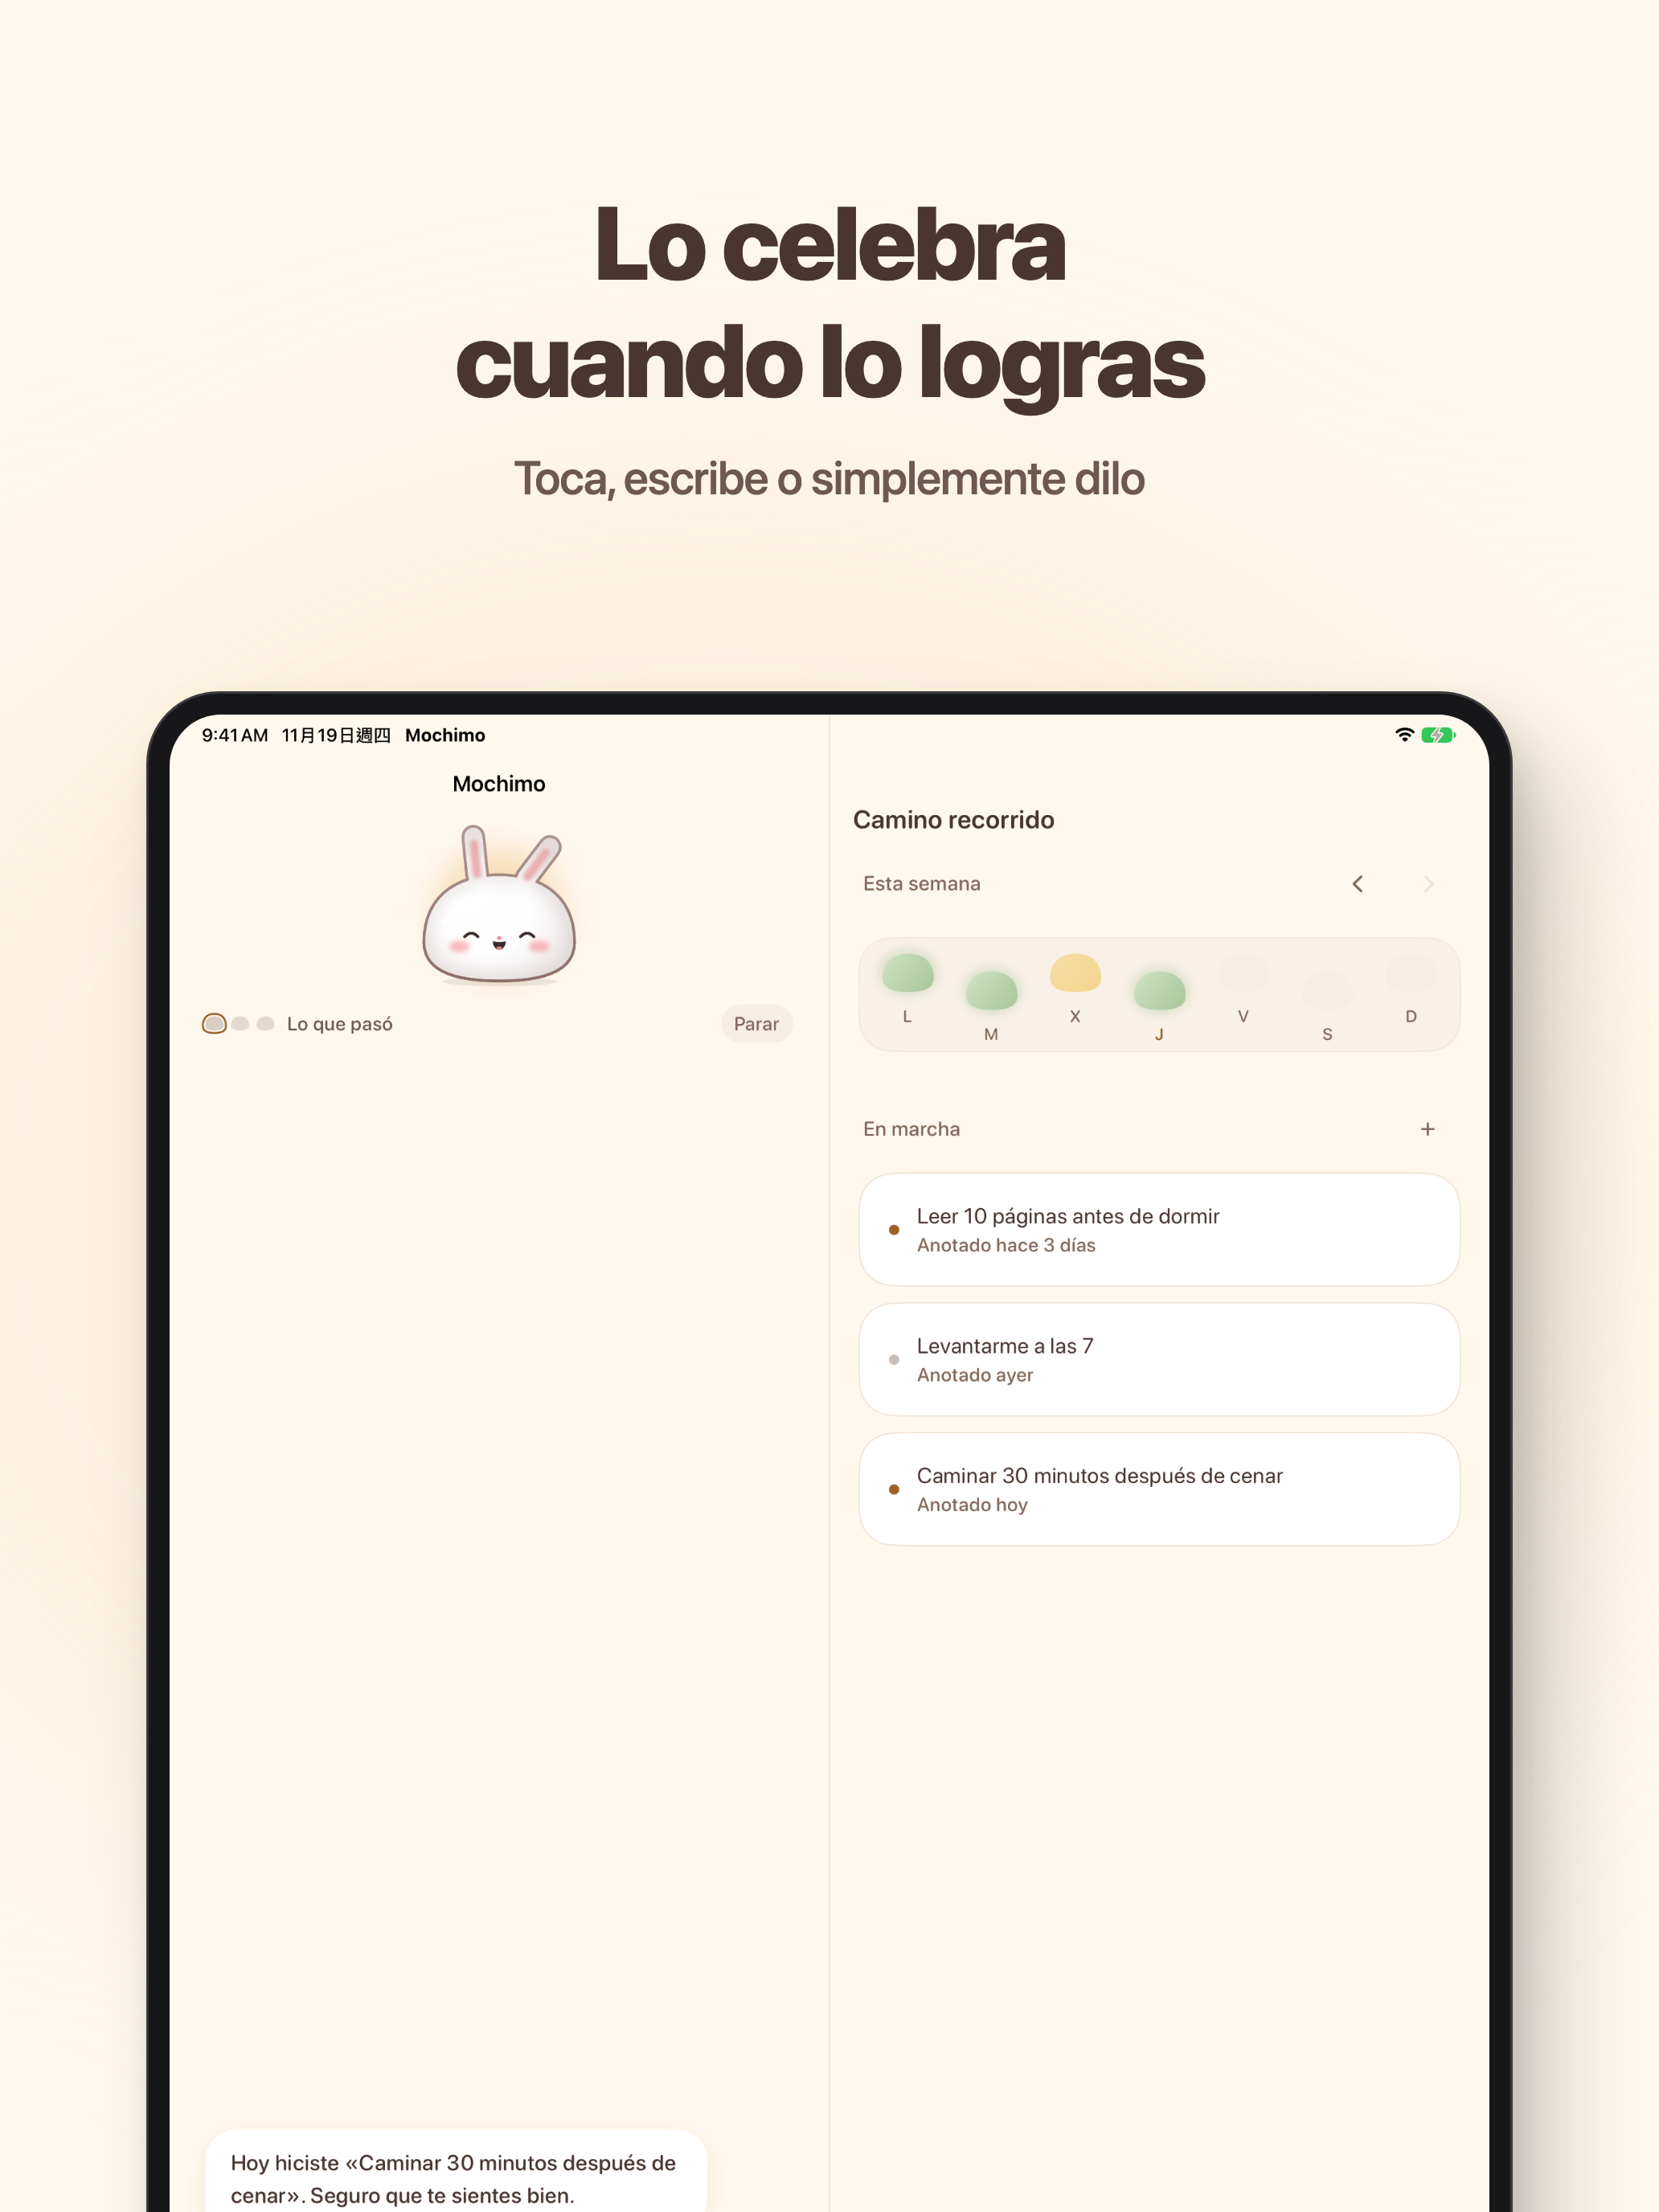 Lo celebra
cuando lo logras
Toca, escribe o simplemente dilo
9:41 AM 11月19日週四 Mochimo
Mochimo
Lo que pasó
Parar
Camino recorrido
Esta semana
L
M
X
J
V
S
D
En marcha
+
Leer 10 páginas antes de dormir
Anotado hace 3 días
Levantarme a las 7
Anotado ayer
Caminar 30 minutos después de cenar
Anotado hoy
Hoy hiciste «Caminar 30 minutos después de
cenar». Seguro que te sientes bien.